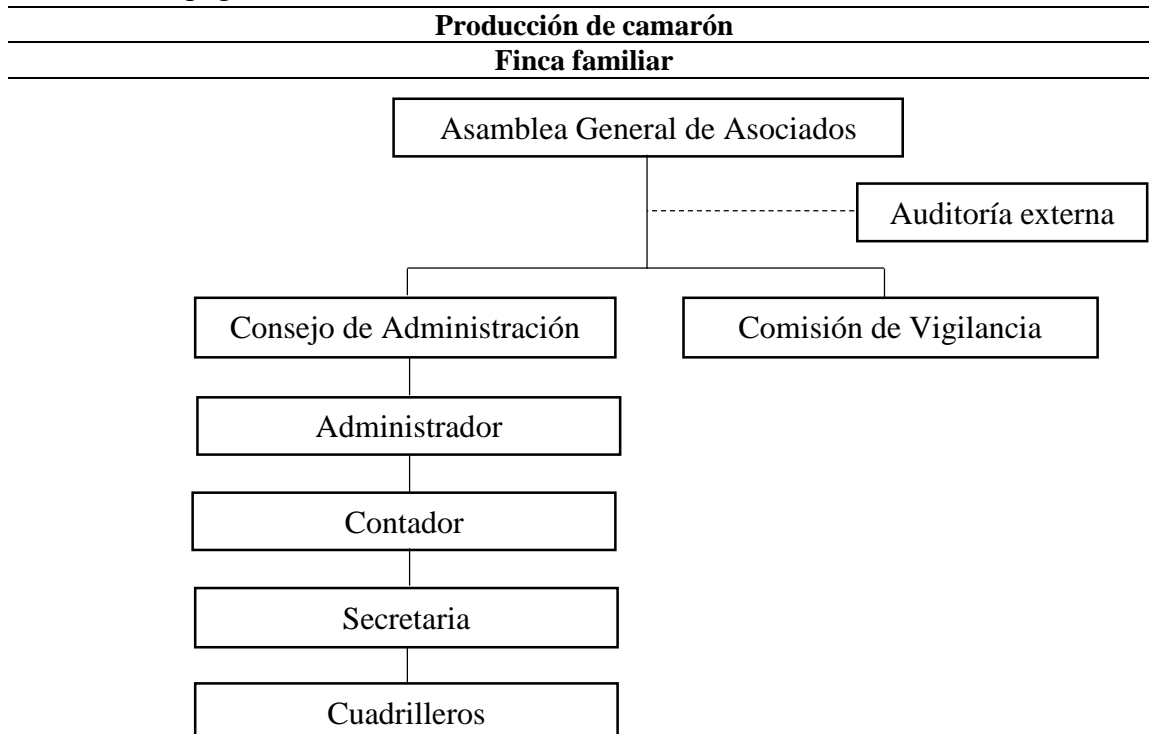 Producción de camarón
Finca familiar
Asamblea General de Asociados
Auditoría externa
Consejo de Administración
Comisión de Vigilancia
Administrador
Contador
Secretaria
Cuadrilleros